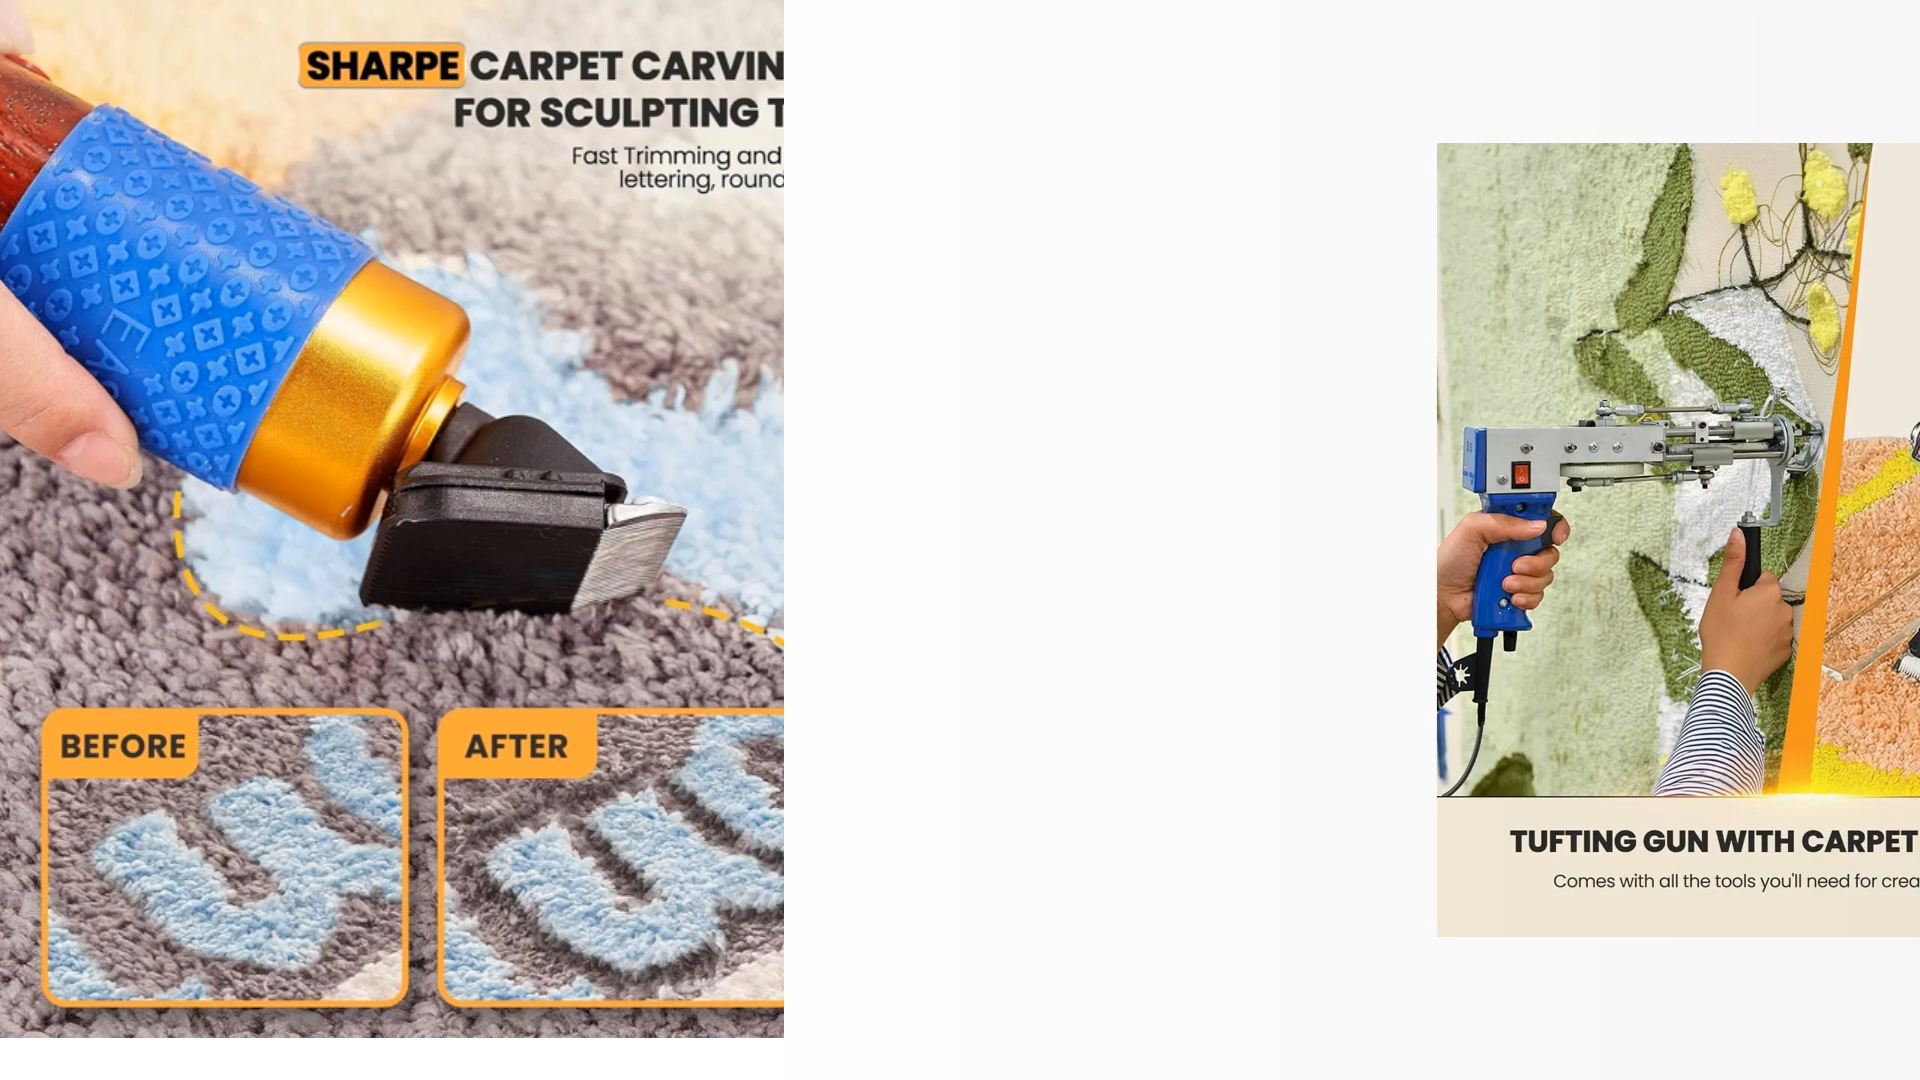 SHARPE CARPET CARVIN
FOR SCULPTING T
Fast Trimming and
lettering, round
BEFORE
AFTER
TUFTING GUN WITH CARPET
Comes with all the tools you'll need for crea